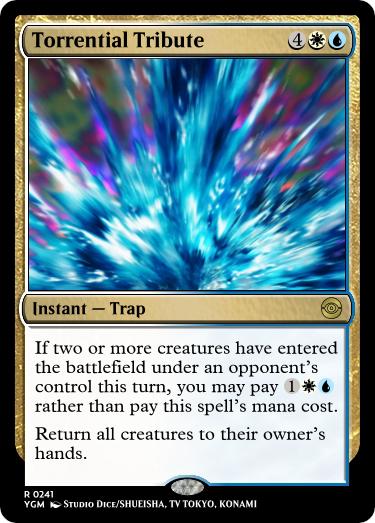 Torrential Tribute 4
Instant — Trap
If two or more creatures have entered
the battlefield under an opponent's
control this turn, you may pay 1
rather than pay this spell's mana cost.
Return all creatures to their owner's
hands.
R 0241
YGM Studio Dice/SHUEISHA, TV TOKYO, KONAMI